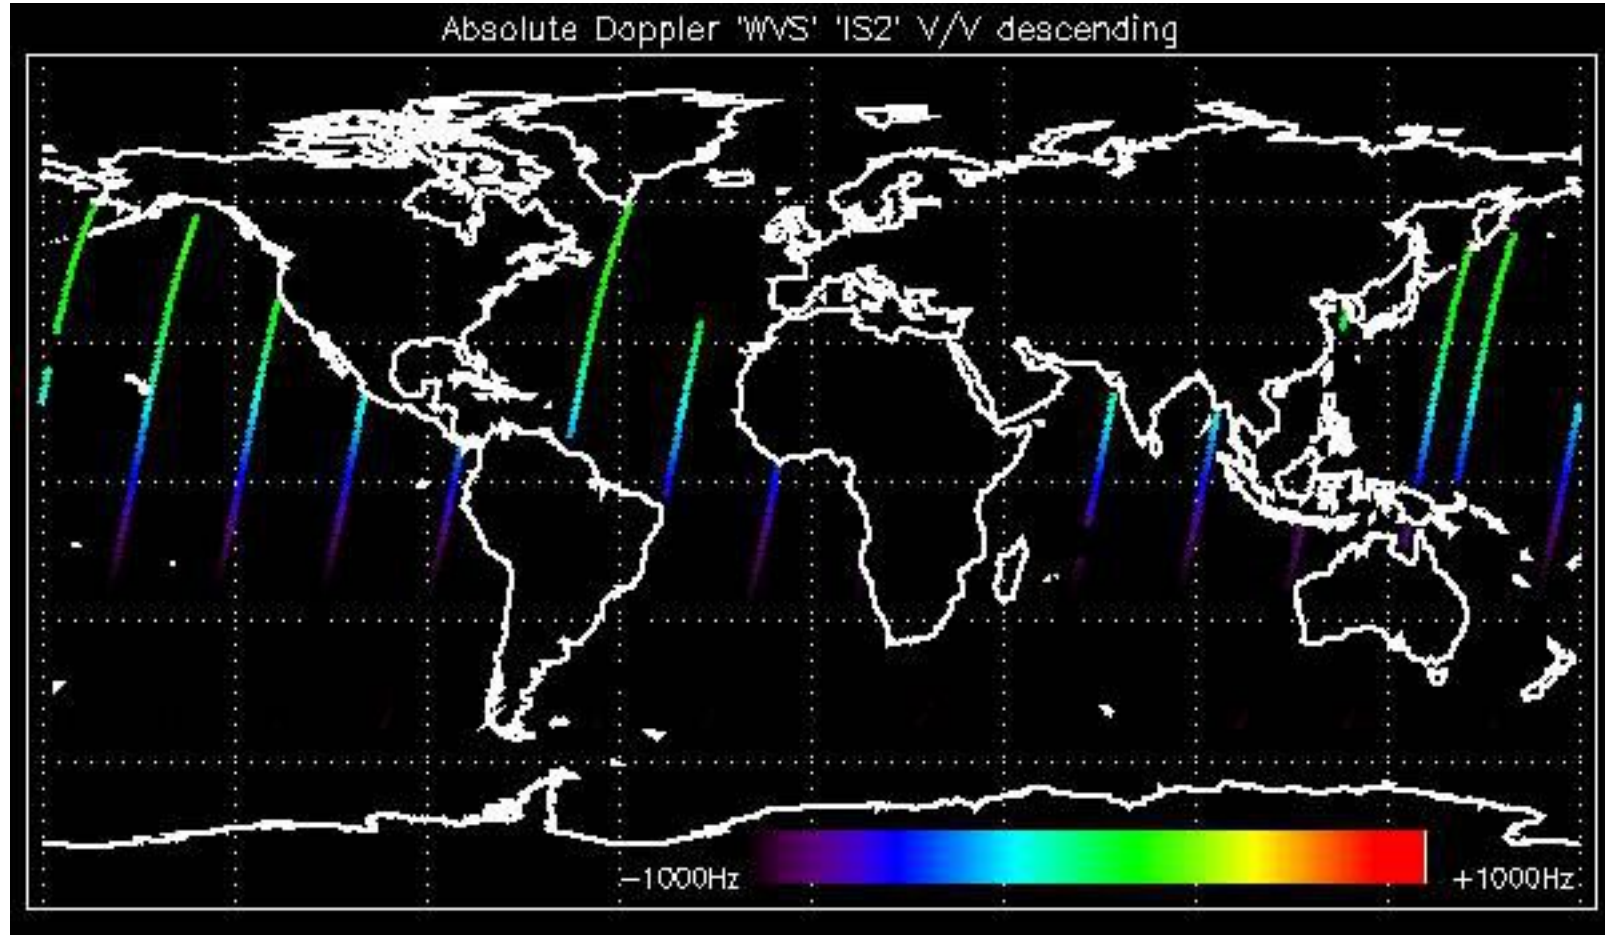 Absolute Doppler 'WVS' 'IS2' V/V descending
−1000Hz
+1000Hz